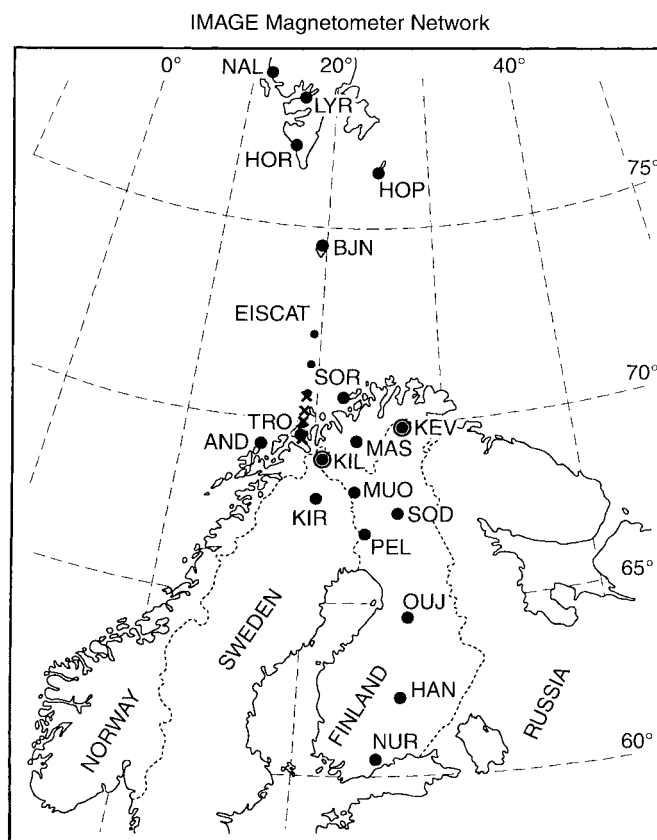 IMAGE Magnetometer Network
0° NAL 20° 40°
LYR
HOR 75°
HOP
BJN
EISCAT
SOR 70°
TRO KEV
AND MAS
KIL
MUO
KIR SOD
PEL
65°
OUJ
SWEDEN
HAN
FINLAND
RUSSIA
NORWAY
NUR 60°